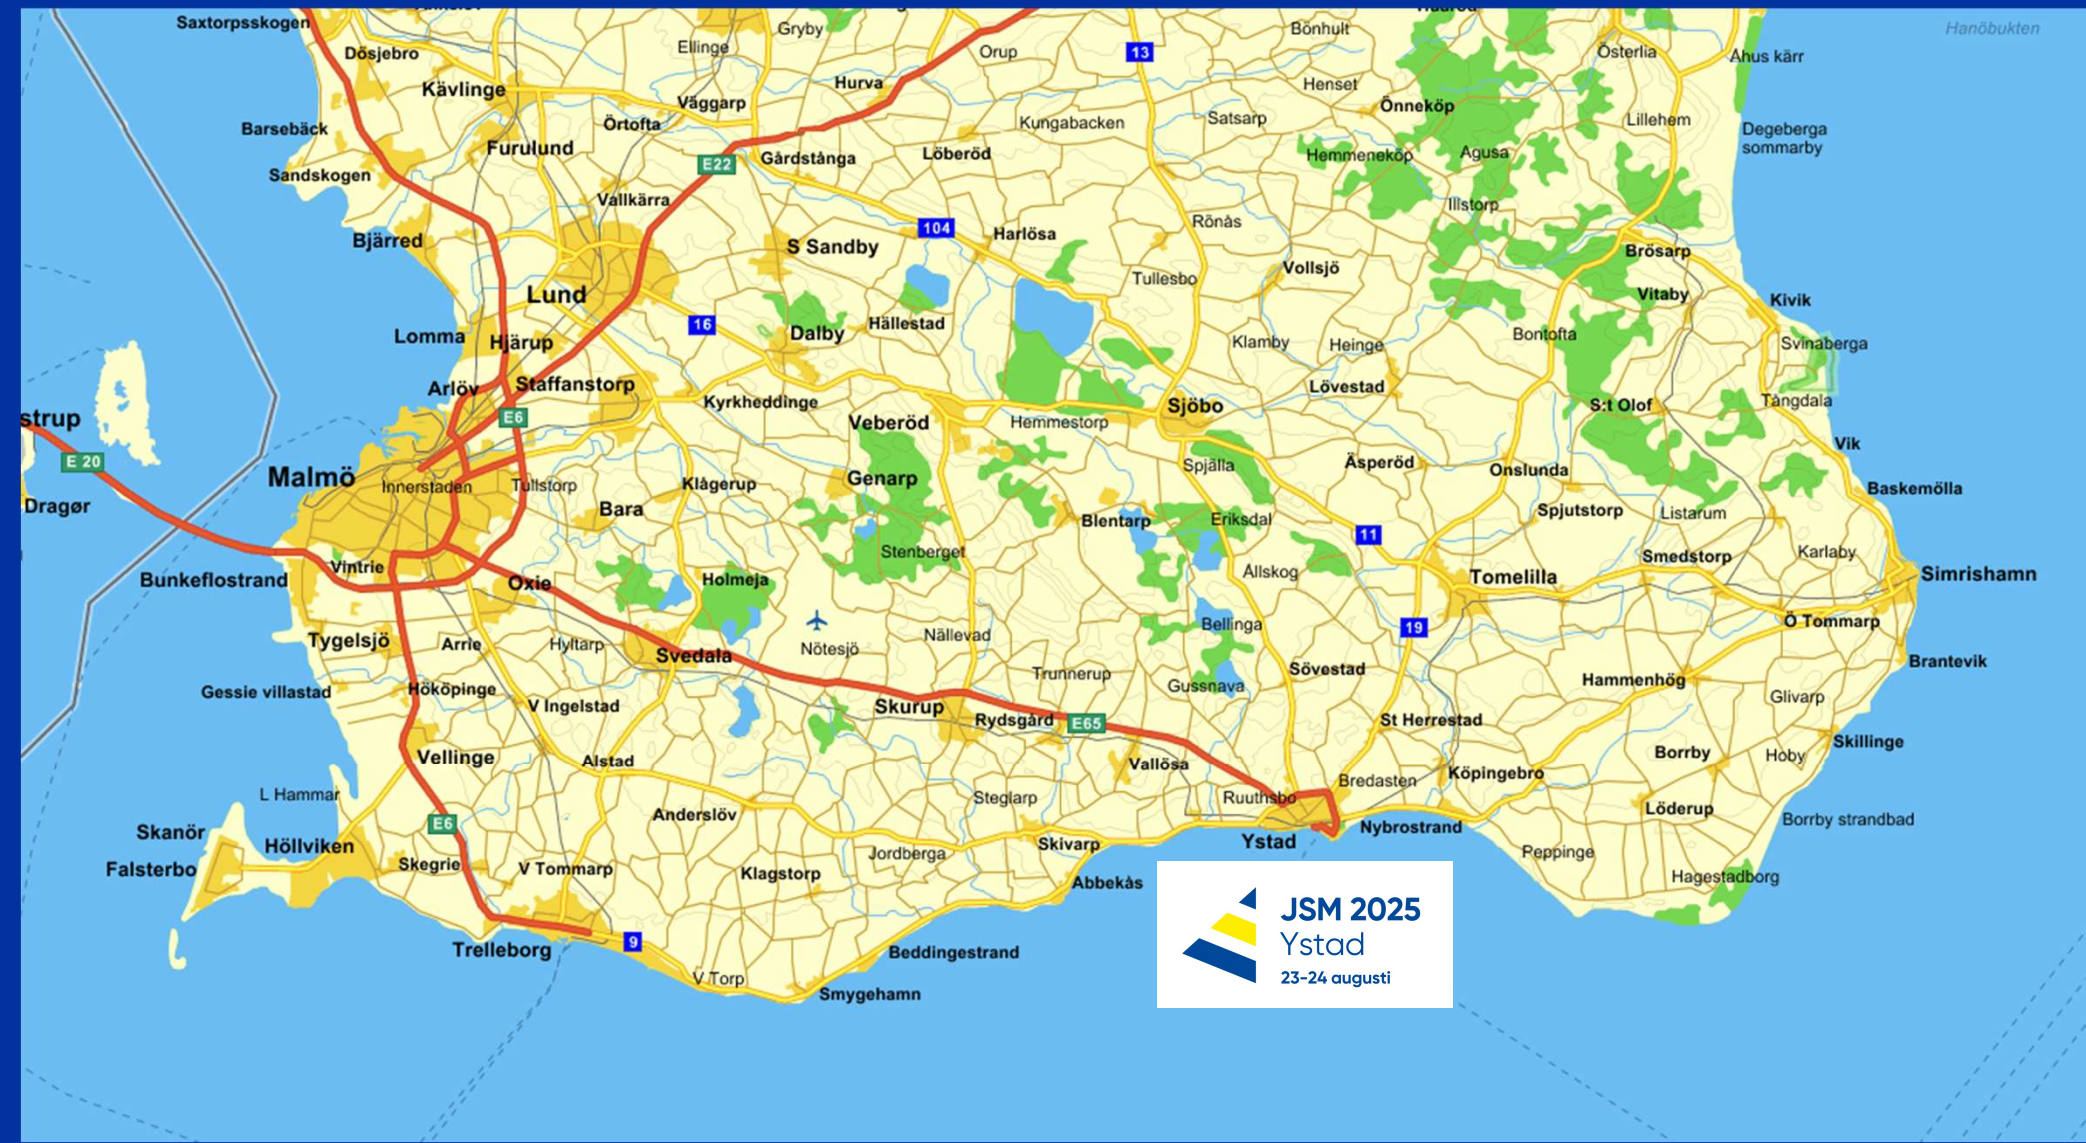 Saxtorpsskogen
Dösjebro
Ellinge
Gryby
Orup
13
Bönhult
Österlia
Åhus kärr
Hanöbukten
Kävlinge
Väggarp
Hurva
Henset
Önneköp
Barsebäck
Örtofta
Kungabacken
Satsarp
Lillehem
Degeberga
sommarby
Furulund
E22
Gårdstånga
Löberöd
Hemmeneköp
Agusa
Sandskogen
Vallkärra
Illstorp
Bjärred
104
Harlösa
Rönås
S Sandby
Brösarp
Lund
Tullesbo
Vollsjö
Vitaby
Kivik
Lomma
Hjärup
16
Dalby
Hällestad
Klamby
Heinge
Bontofta
Svinaberga
Arlöv
Staffanstorp
Kyrkheddinge
Lövestad
Tångdala
strup
E6
Veberöd
Hemmestorp
Sjöbo
S:t Olof
Vik
E 20
Malmö
Innerstaden
Tullstorp
Klågerup
Genarp
Spjälla
Äsperöd
Onslunda
Baskemölla
Dragør
Bara
Blentarp
Eriksdal
11
Spjutstorp
Listarum
Vintrie
Stenberget
Smedstorp
Karlaby
Bunkeflostrand
Oxie
Holmeja
Allskog
Tomelilla
Simrishamn
Tygelsjö
Arrie
Hyltarp
Svedala
Nötesjö
Nällevad
Bellinga
19
Ö Tommarp
Gessie villastad
Hököpinge
V Ingelstad
Trunnerup
Gussnava
Sövestad
Hammenhög
Brantevik
Glivarp
Skurup
Rydsgård
E65
St Herrestad
Vellinge
Alstad
Vallösa
Bredasten
Köpingebro
Borrby
Hoby
Skillinge
L Hammar
Anderslöv
Steglarp
Ruuthsbo
Löderup
Borrby strandbad
Skanör
E6
Höllviken
Skivarp
Ystad
Nybrostrand
Falsterbo
Skegrie
V Tommarp
Klagstorp
Jordberga
Abbekås
Peppinge
Hagestadborg
Trelleborg
9
V Torp
Beddingestrand
Smygehamn
JSM 2025
Ystad
23-24 augusti